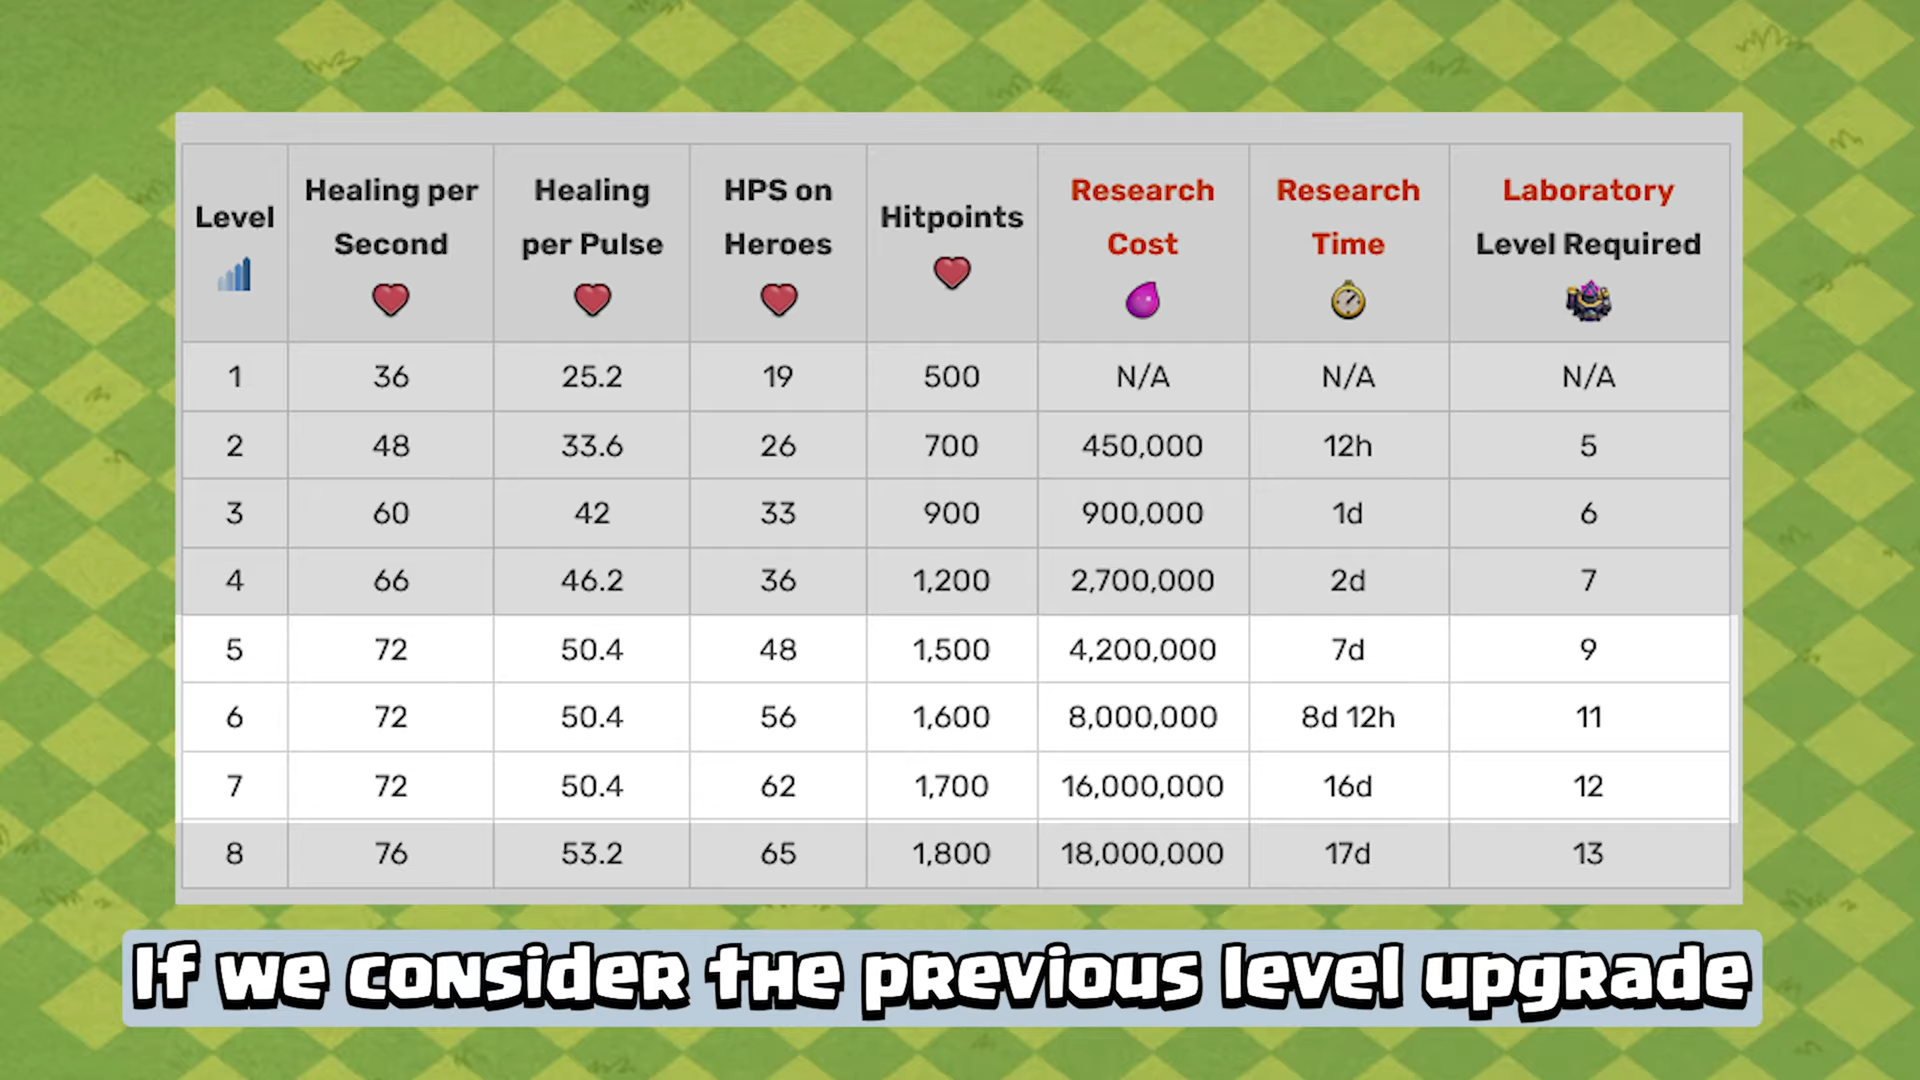 Level Healing per Second Healing per Pulse HPS on Heroes Hitpoints Research Cost Research Time Laboratory Level Required
1 36 25.2 19 500 N/A N/A N/A
2 48 33.6 26 700 450,000 12h 5
3 60 42 33 900 900,000 1d 6
4 66 46.2 36 1,200 2,700,000 2d 7
5 72 50.4 48 1,500 4,200,000 7d 9
6 72 50.4 56 1,600 8,000,000 8d 12h 11
7 72 50.4 62 1,700 16,000,000 16d 12
8 76 53.2 65 1,800 18,000,000 17d 13
If we consider the previous level upgrade